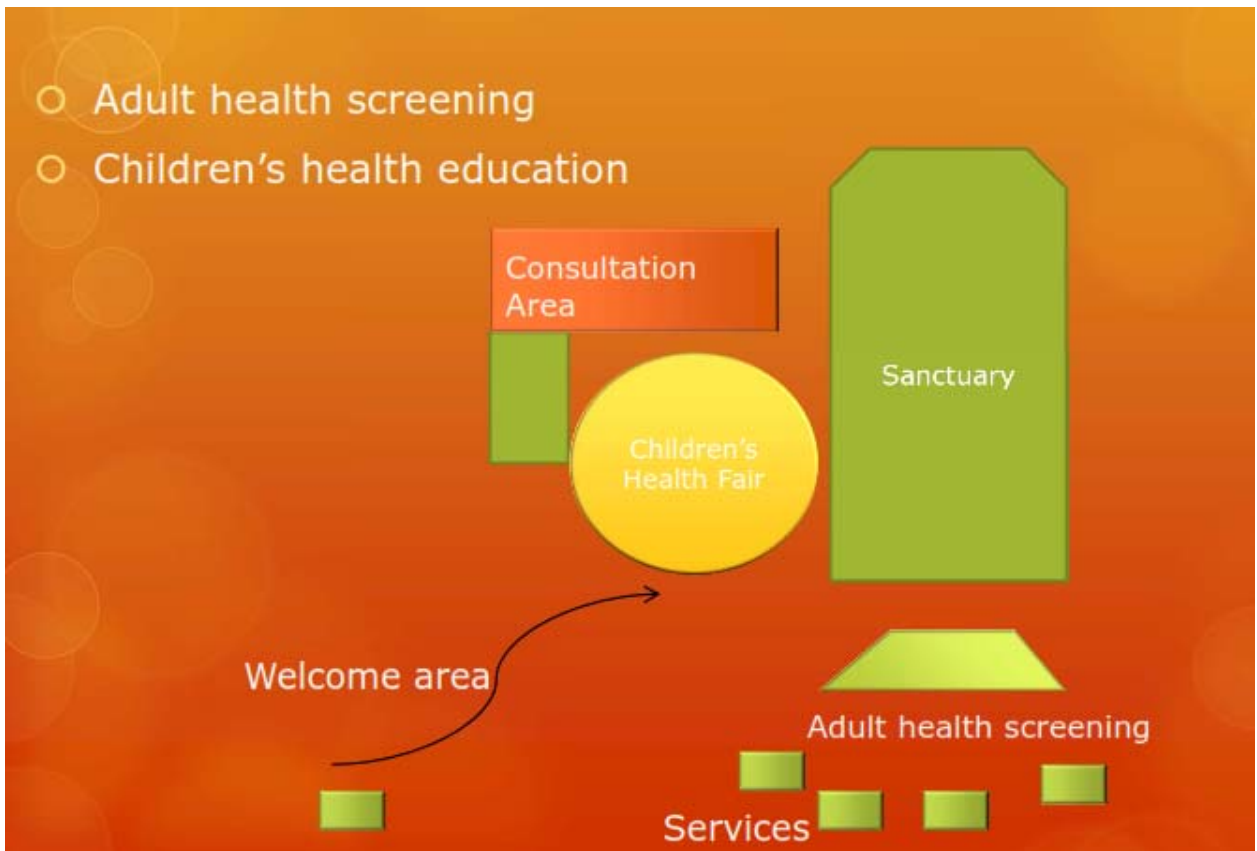 Adult health screening
Children’s health education
Consultation
Area
Sanctuary
Children’s
Health Fair
Welcome area
Adult health screening
Services